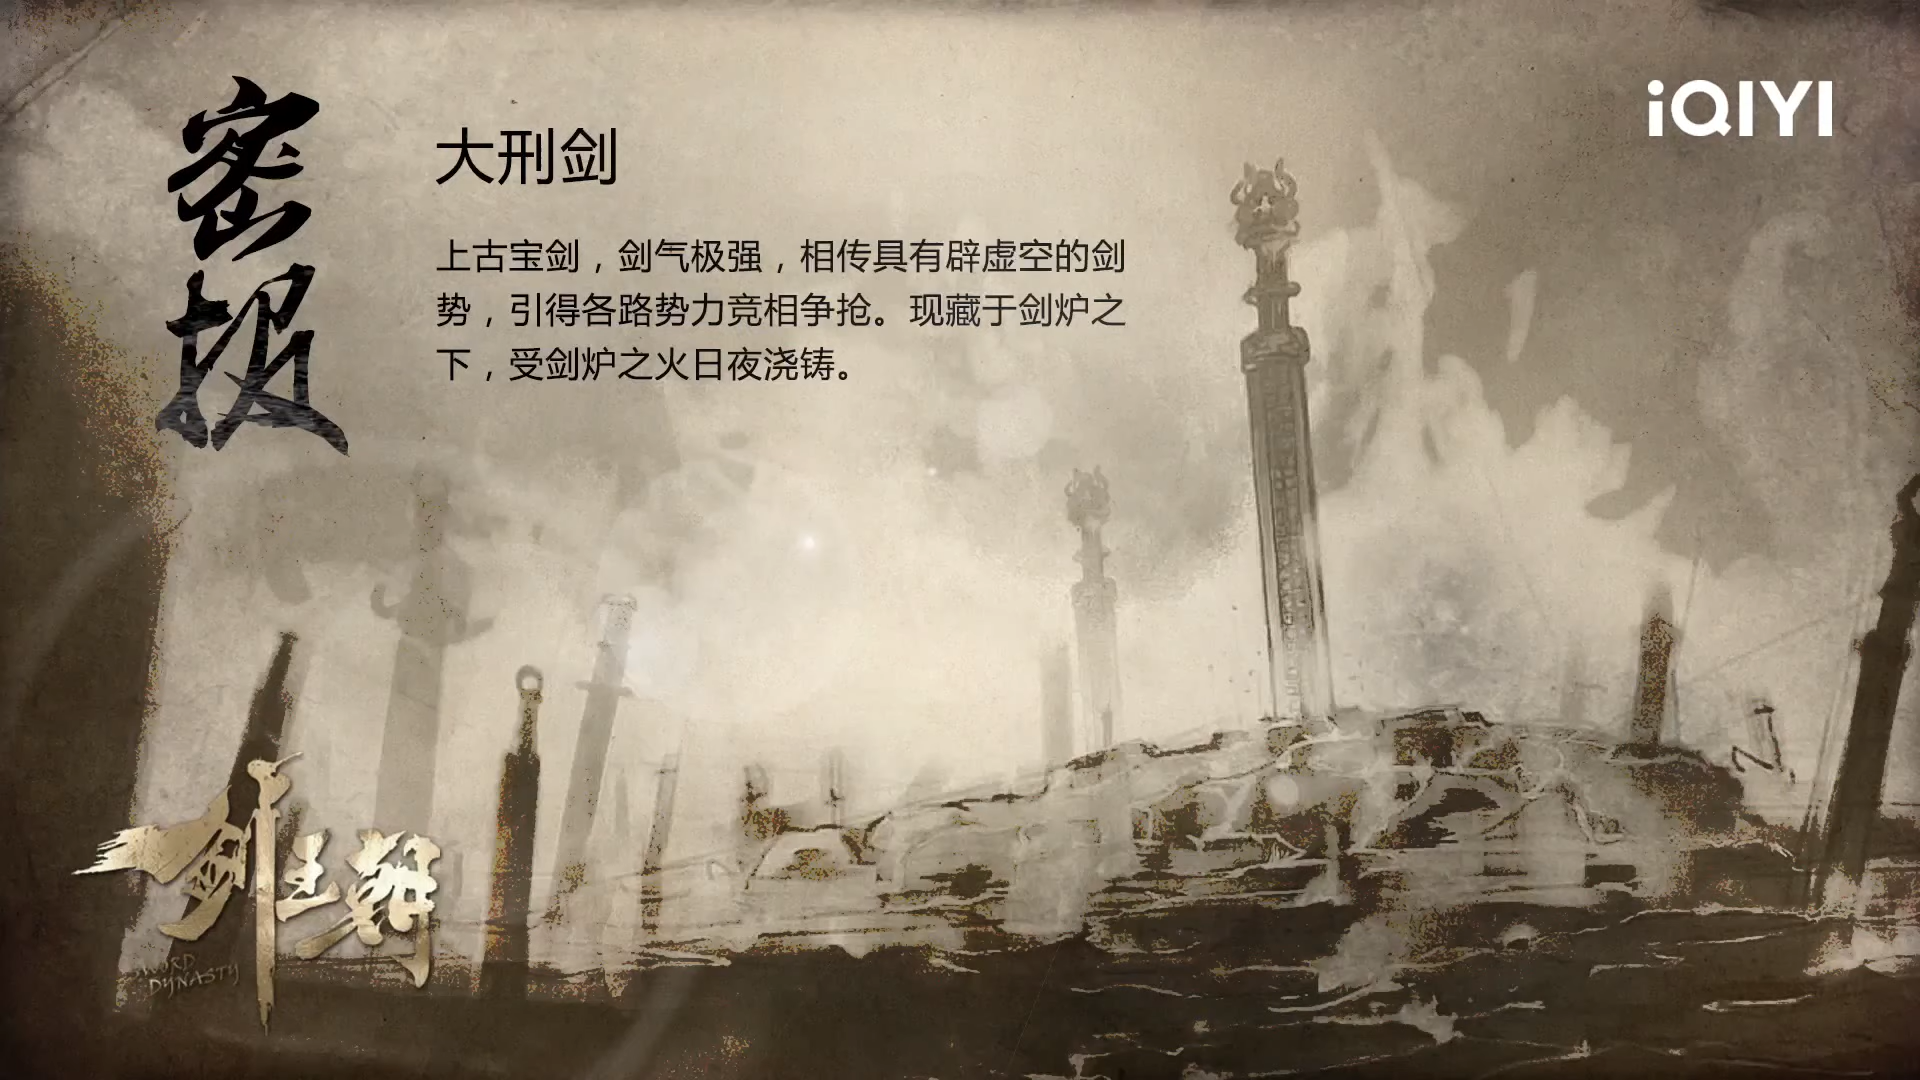 密报
iQIYI
大刑剑
上古宝剑，剑气极强，相传具有辟虚空的剑
势，引得各路势力竞相争抢。现藏于剑炉之
下，受剑炉之火日夜浇铸。
剑王朝
SWORD
DYNASTY